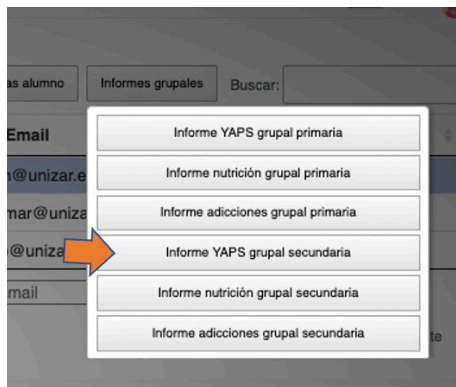 as alumno Informes grupales Buscar:
Email
Informe YAPS grupal primaria
n@unizar.e
Informe nutrición grupal primaria
mar@uniza
Informe adicciones grupal primaria
@uniza
Informe YAPS grupal secundaria
mail
Informe nutrición grupal secundaria
Informe adicciones grupal secundaria
te